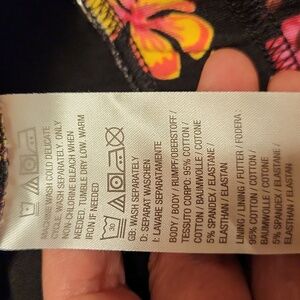 MACHINE WASH COLD DELICATE
CYCLE. WASH SEPARATELY. ONLY
NON-CHLORINE BLEACH WHEN
NEEDED. TUMBLE DRY LOW. WARM
IRON IF NEEDED
30
GB: WASH SEPARATELY
D: SEPARAT WASCHEN
I: LAVARE SEPARATAMENTE
BODY / BODY / RUMPF/OBERSTOFF /
TESSUTO CORPO: 95% COTTON /
COTTON / BAUMWOLLE / COTONE
5% SPANDEX / ELASTANE /
ELASTHAN / ELASTAN
LINING / LINING / FUTTER / FODERA
95% COTTON / COTTON /
BAUMWOLLE / COTONE
5% SPANDEX / ELASTANE /
ELASTHAN / ELASTAN